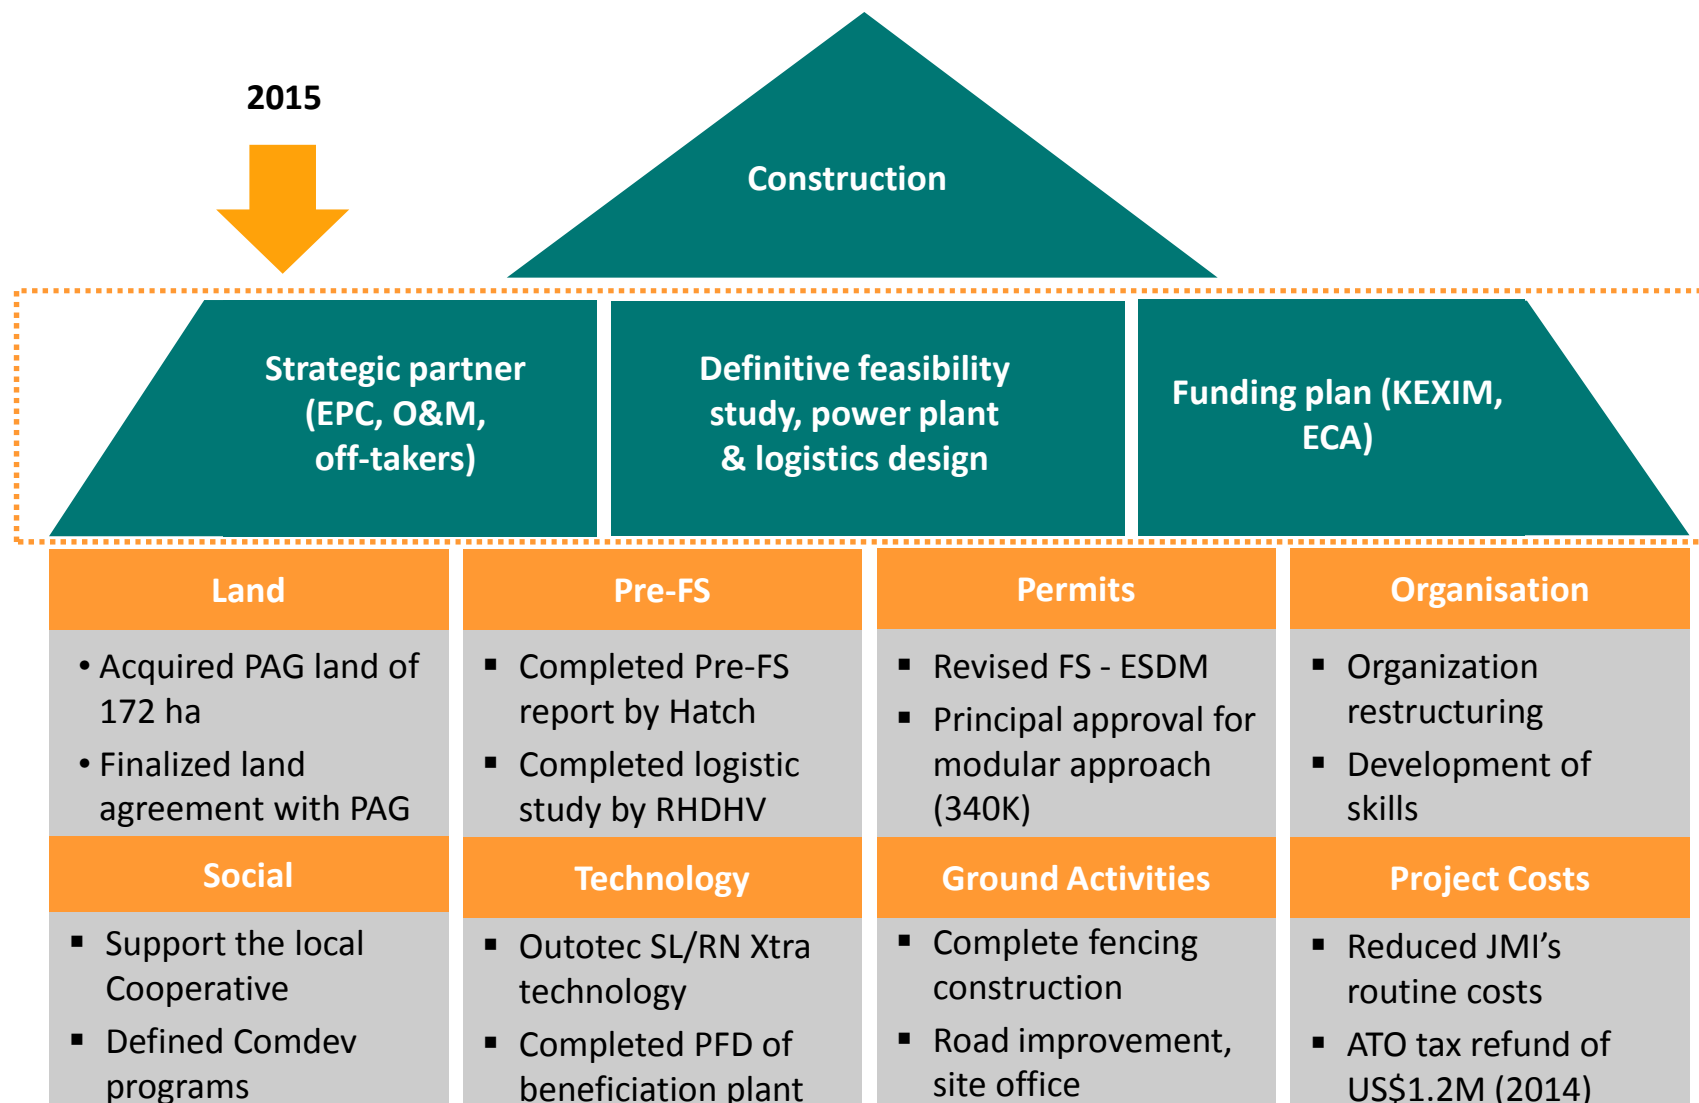 2015
Construction
Strategic partner
(EPC, O&M,
off-takers)
Definitive feasibility
study, power plant
& logistics design
Funding plan (KEXIM,
ECA)
Land
• Acquired PAG land of
172 ha
• Finalized land
agreement with PAG
Pre-FS
▪ Completed Pre-FS
report by Hatch
▪ Completed logistic
study by RHDHV
Permits
▪ Revised FS - ESDM
▪ Principal approval for
modular approach
(340K)
Organisation
▪ Organization
restructuring
▪ Development of
skills
Social
▪ Support the local
Cooperative
▪ Defined Comdev
programs
Technology
▪ Outotec SL/RN Xtra
technology
▪ Completed PFD of
beneficiation plant
Ground Activities
▪ Complete fencing
construction
▪ Road improvement,
site office
Project Costs
▪ Reduced JMI's
routine costs
▪ ATO tax refund of
US$1.2M (2014)